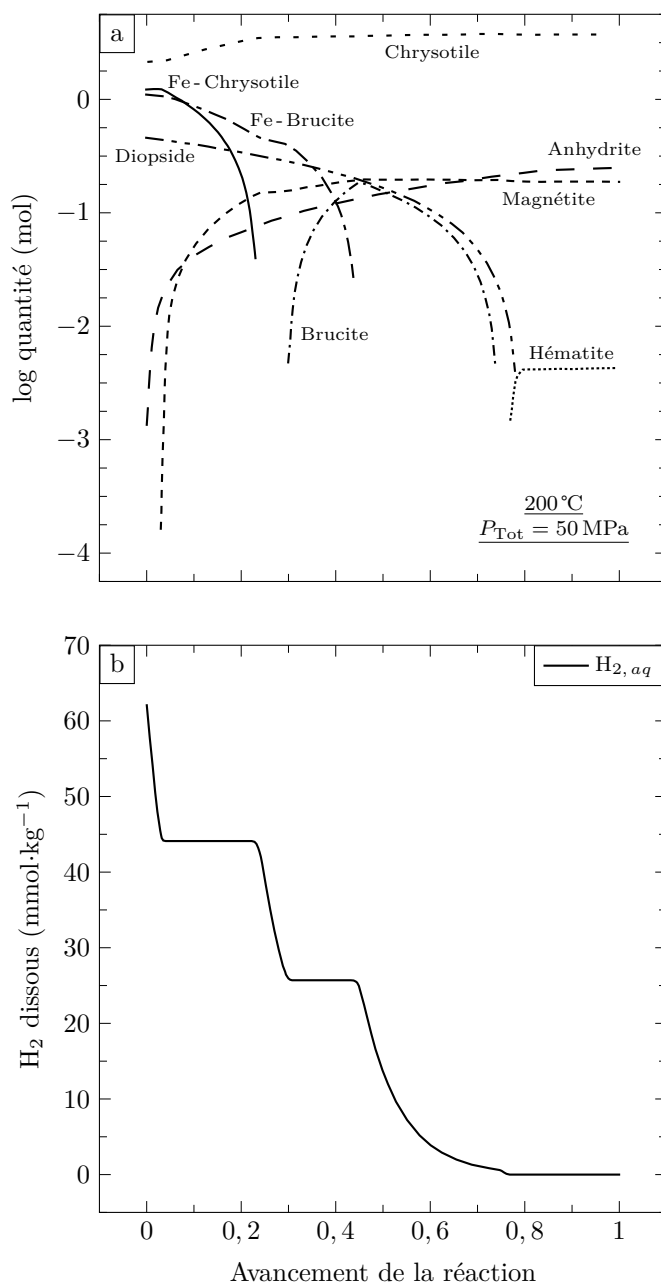 a
Chrysotile
Fe - Chrysotile
Fe - Brucite
Diopside
Anhydrite
Magnétite
Brucite
Hématite
200 °C
P_Tot = 50 MPa
0
−1
−2
−3
−4
log quantité (mol)
b
H₂, aq
70
60
50
40
30
20
10
0
H₂ dissous (mmol·kg⁻¹)
0 0,2 0,4 0,6 0,8 1
Avancement de la réaction